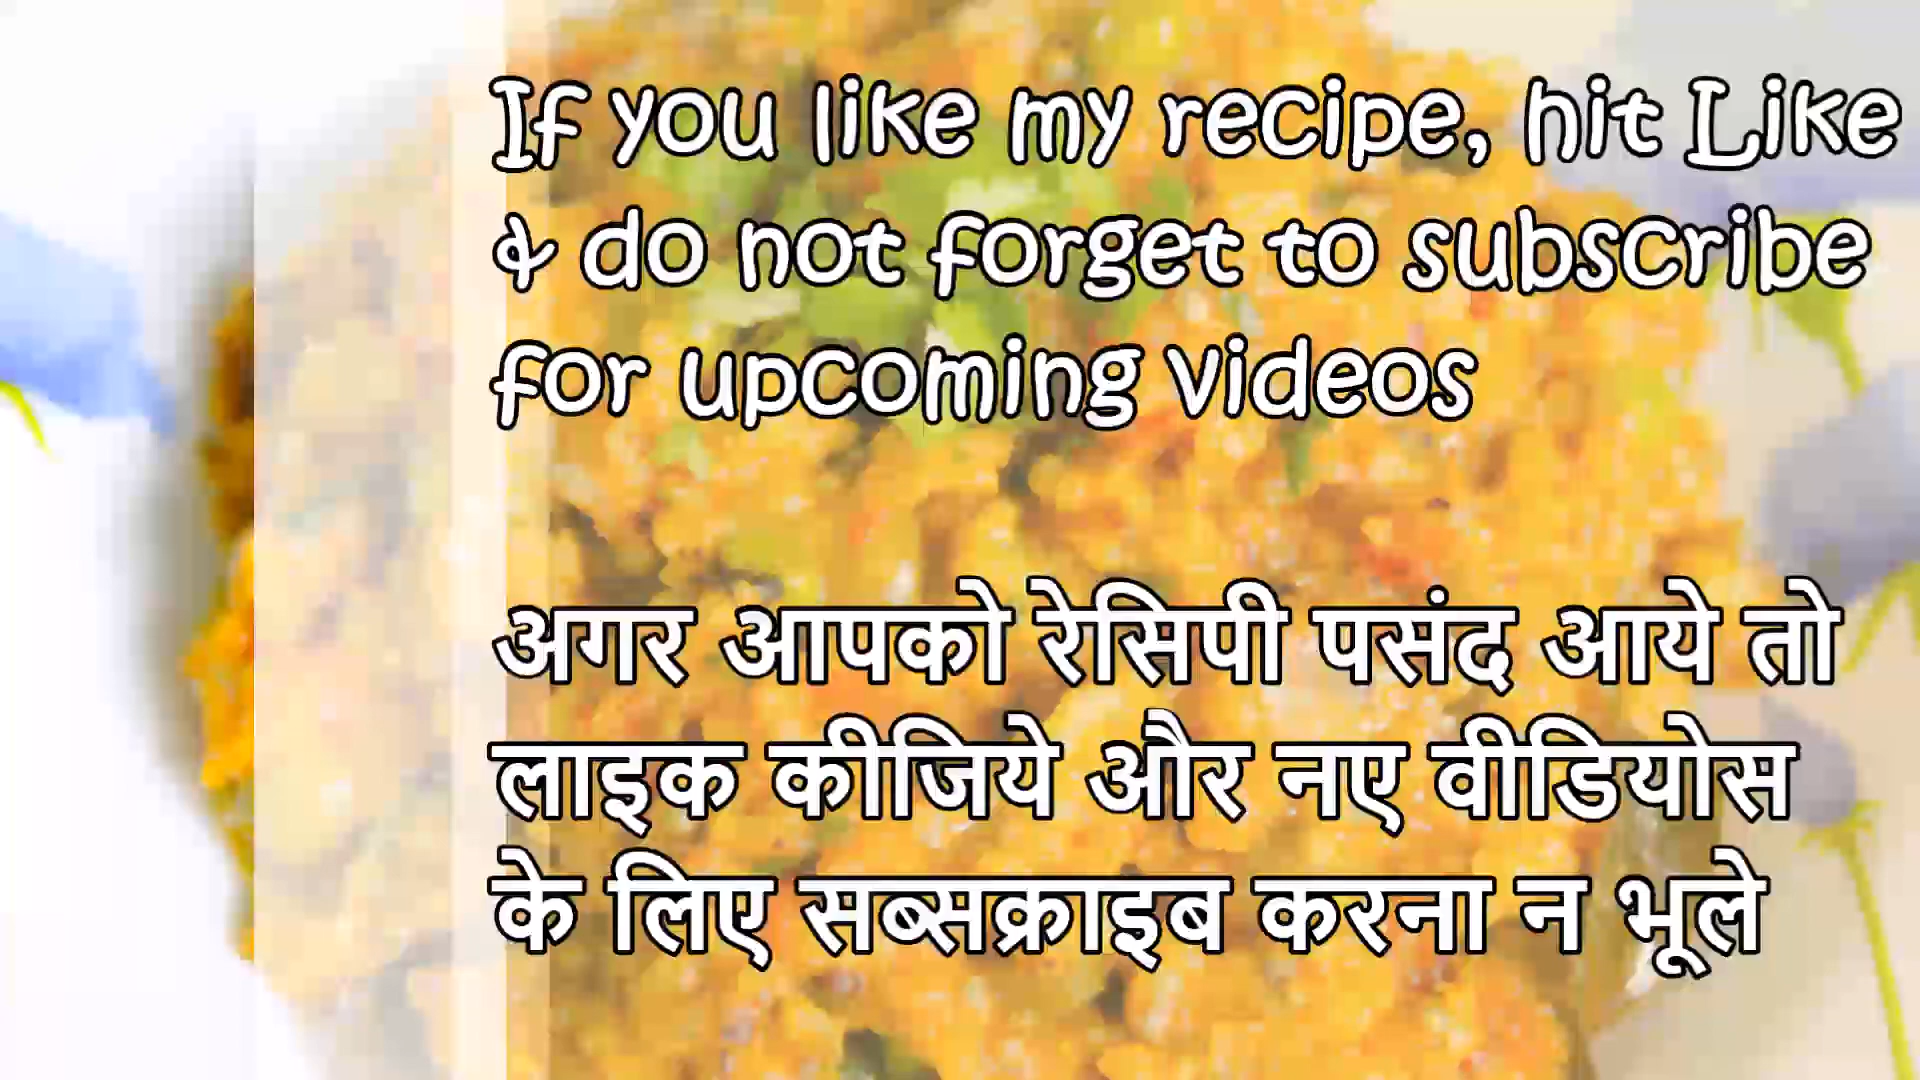 If you like my recipe, hit Like
& do not forget to subscribe
for upcoming videos
अगर आपको रेसिपी पसंद आये तो
लाइक कीजिये और नए वीडियोस
के लिए सब्सक्राइब करना न भूले